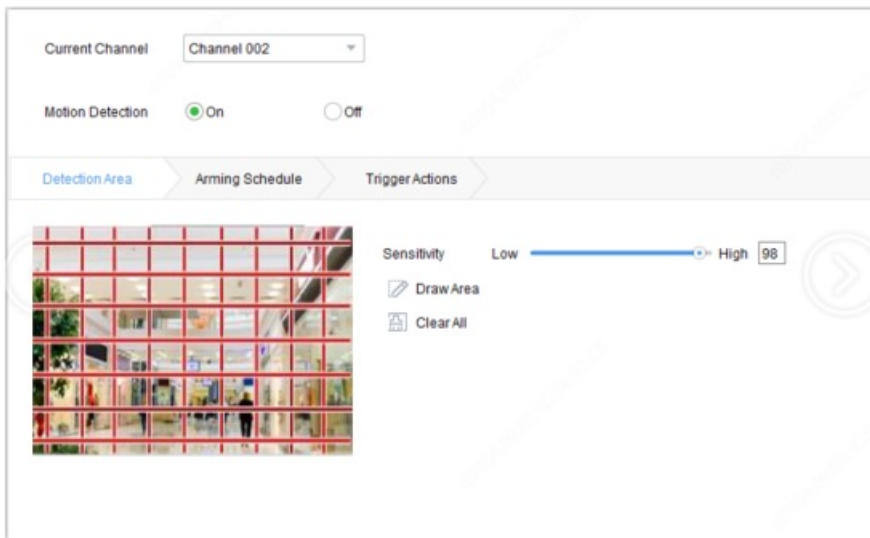 Current Channel Channel 002
Motion Detection On Off
Detection Area Arming Schedule Trigger Actions
Sensitivity Low High 98
Draw Area
Clear All